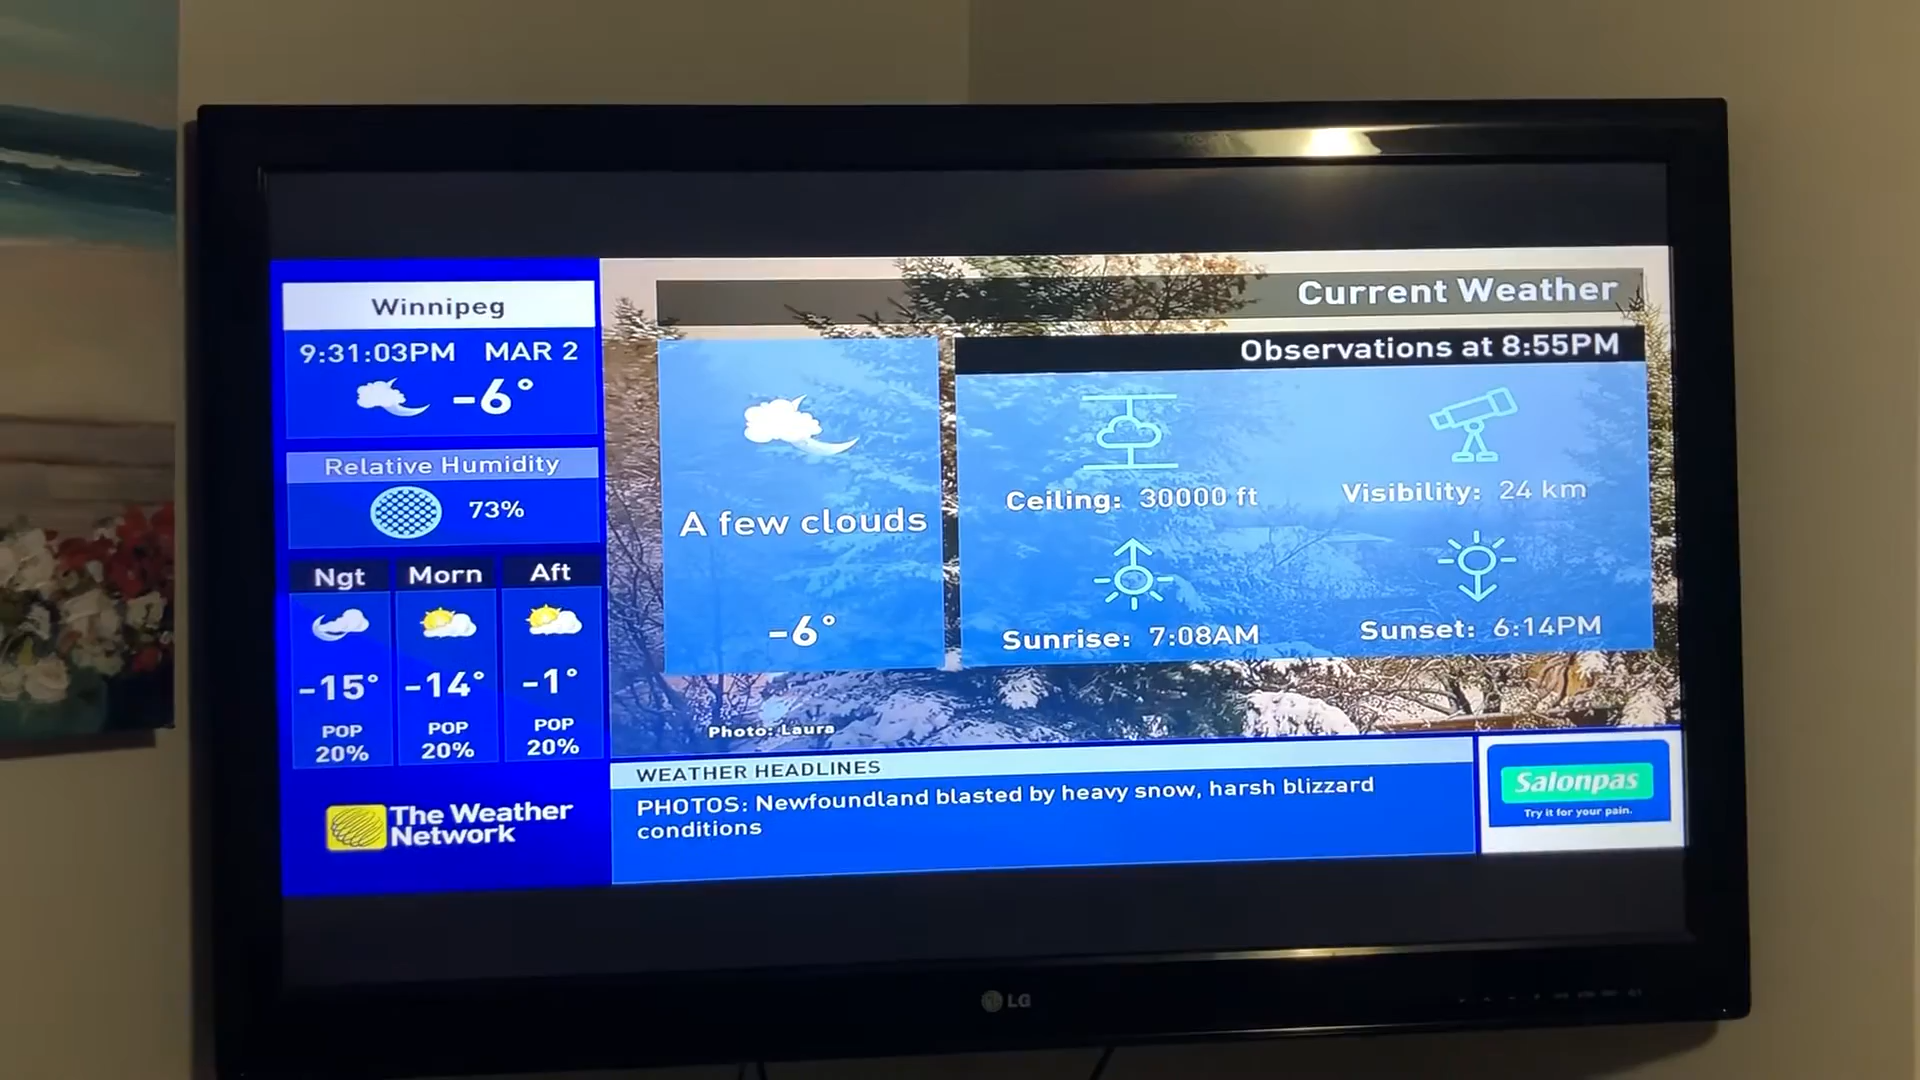 Winnipeg
9:31:03PM MAR 2
-6°
Relative Humidity
73%
Ngt Morn Aft
-15° -14° -1°
POP POP POP
20% 20% 20%
The Weather
Network
Current Weather
Observations at 8:55PM
A few clouds
-6°
Ceiling: 30000 ft Visibility: 24 km
Sunrise: 7:08AM Sunset: 6:14PM
Photo: Laura
WEATHER HEADLINES
PHOTOS: Newfoundland blasted by heavy snow, harsh blizzard
conditions
Salonpas
Try it for your pain.
LG